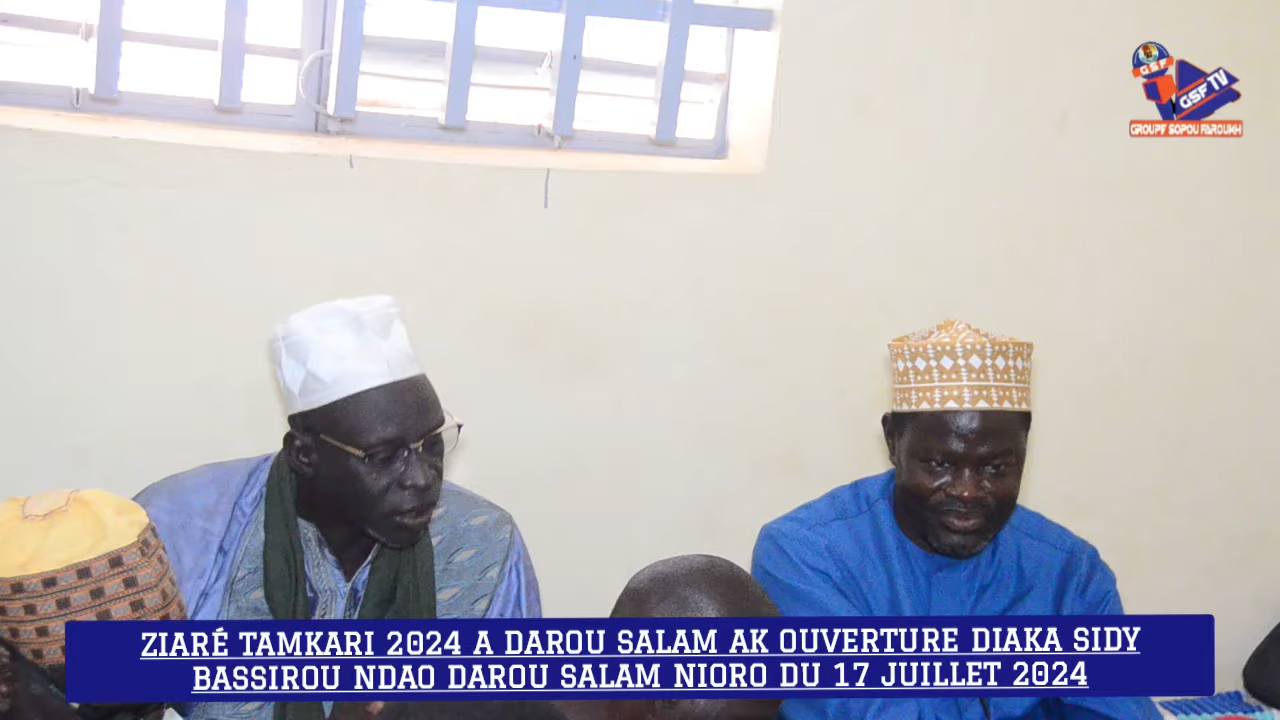 GSF
GSF TV
GROUPE SOPOU FAROUKH
ZIARÉ TAMKARI 2024 A DAROU SALAM AK OUVERTURE DIAKA SIDY
BASSIROU NDAO DAROU SALAM NIORO DU 17 JUILLET 2024